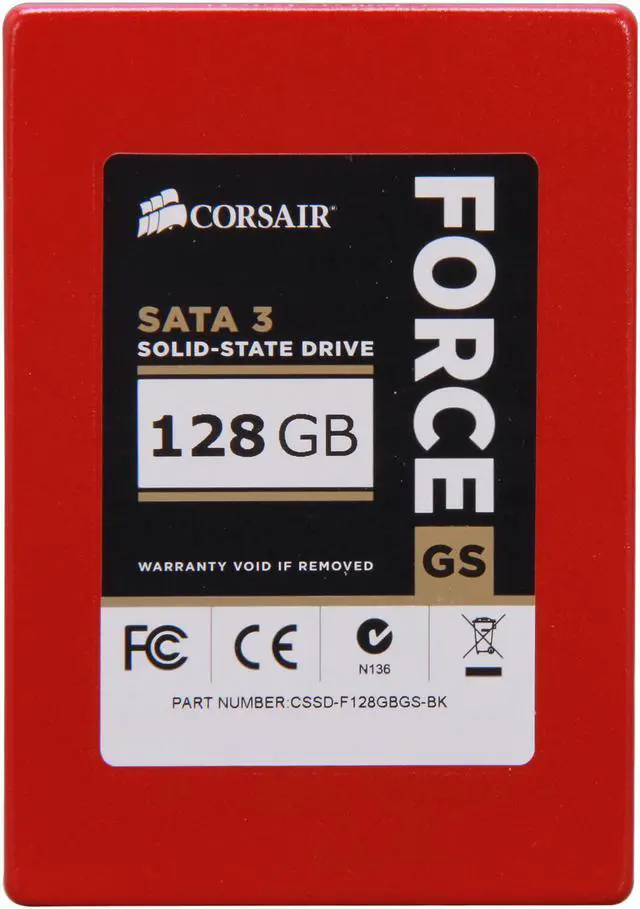 CORSAIR
FORCE
GS
SATA 3
SOLID-STATE DRIVE
128 GB
WARRANTY VOID IF REMOVED
FC
CE
N136
PART NUMBER:CSSD-F128GBGS-BK